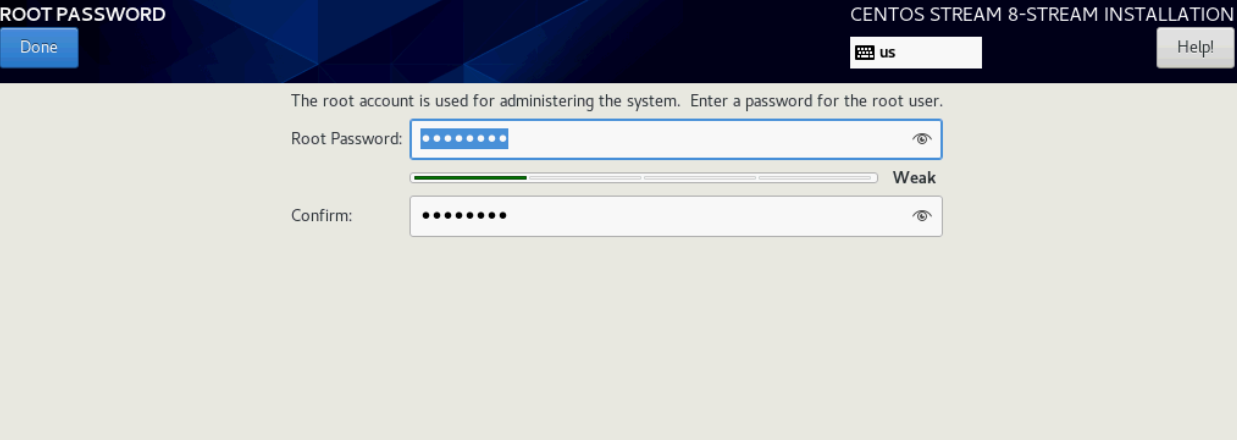 ROOT PASSWORD
CENTOS STREAM 8-STREAM INSTALLATION
Done
us
Help!
The root account is used for administering the system.  Enter a password for the root user.
Root Password: ••••••••
Weak
Confirm: ••••••••